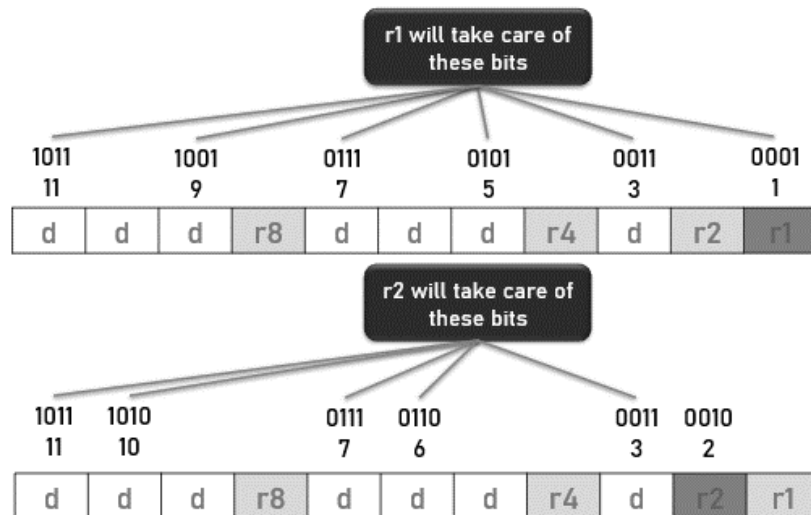 r1 will take care of
these bits
1011 1001 0111 0101 0011 0001
11 9 7 5 3 1
d d d r8 d d d r4 d r2 r1
r2 will take care of
these bits
1011 1010 0111 0110 0011 0010
11 10 7 6 3 2
d d d r8 d d d r4 d r2 r1